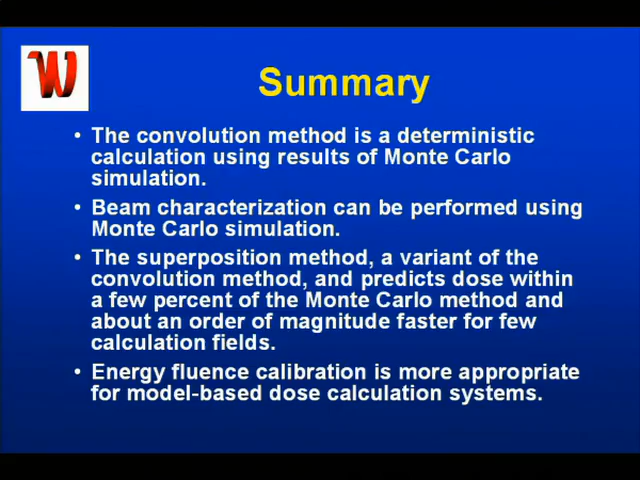 W
Summary
• The convolution method is a deterministic
calculation using results of Monte Carlo
simulation.
• Beam characterization can be performed using
Monte Carlo simulation.
• The superposition method, a variant of the
convolution method, and predicts dose within
a few percent of the Monte Carlo method and
about an order of magnitude faster for few
calculation fields.
• Energy fluence calibration is more appropriate
for model-based dose calculation systems.